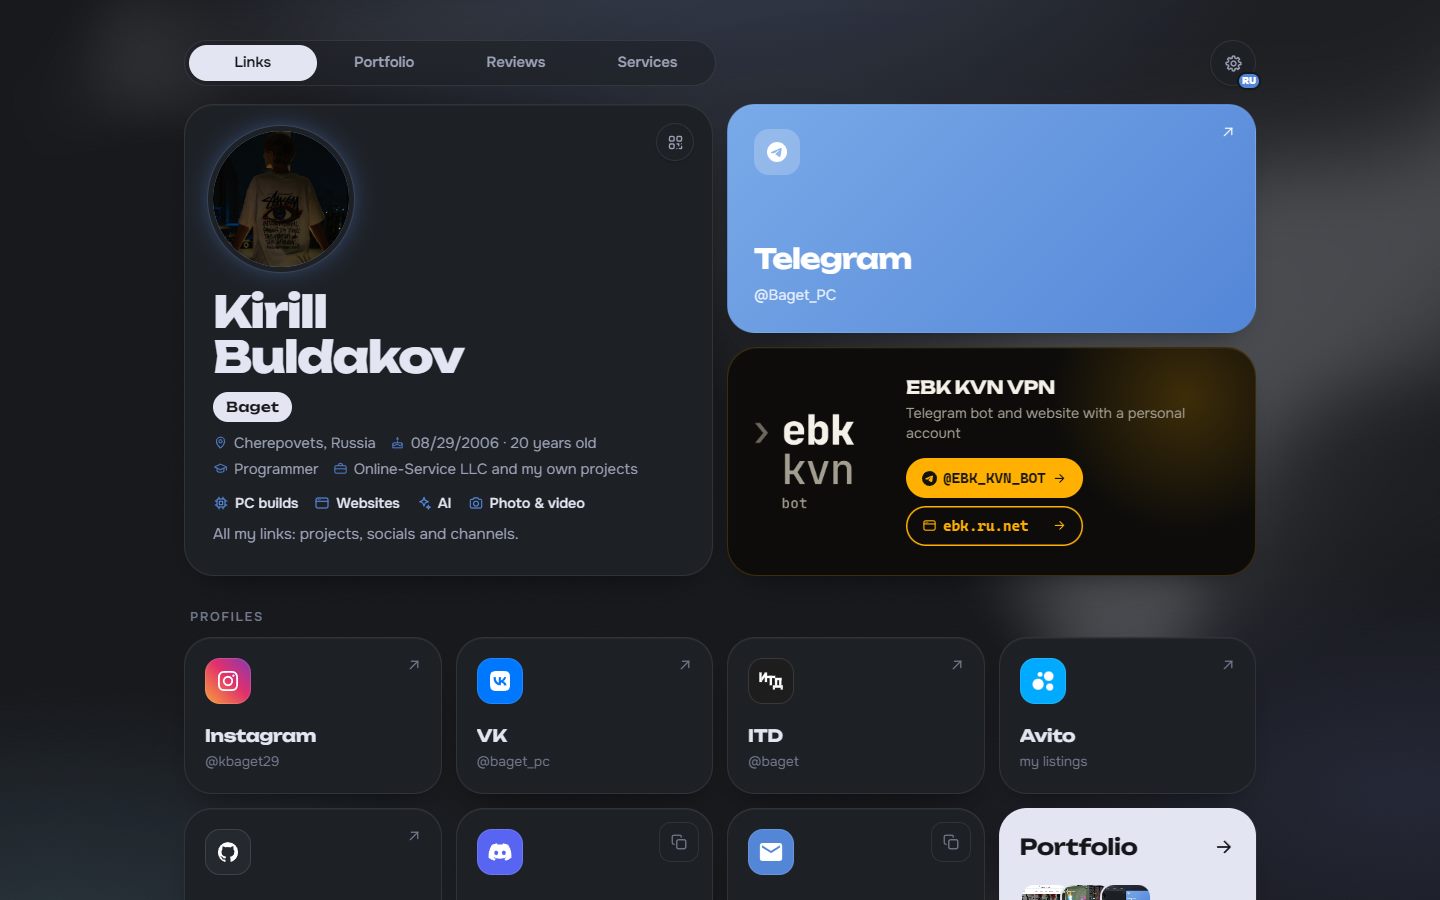 Links
Portfolio
Reviews
Services
RU
Kirill
Buldakov
Baget
Cherepovets, Russia
08/29/2006 · 20 years old
Programmer
Online-Service LLC and my own projects
PC builds
Websites
AI
Photo & video
All my links: projects, socials and channels.
Telegram
@Baget_PC
ebk
kvn
bot
EBK KVN VPN
Telegram bot and website with a personal
account
@EBK_KVN_BOT
ebk.ru.net
PROFILES
Instagram
@kbaget29
VK
@baget_pc
ИТД
ITD
@baget
Avito
my listings
Portfolio